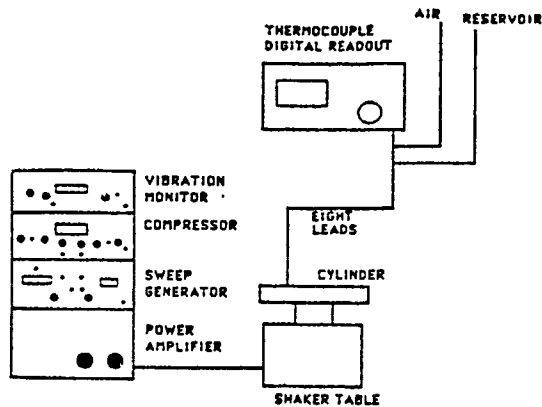 AIR
RESERVOIR
THERMOCOUPLE
DIGITAL READOUT
VIBRATION
MONITOR
COMPRESSOR
EIGHT
LEADS
SWEEP
GENERATOR
CYLINDER
POWER
AMPLIFIER
SHAKER TABLE